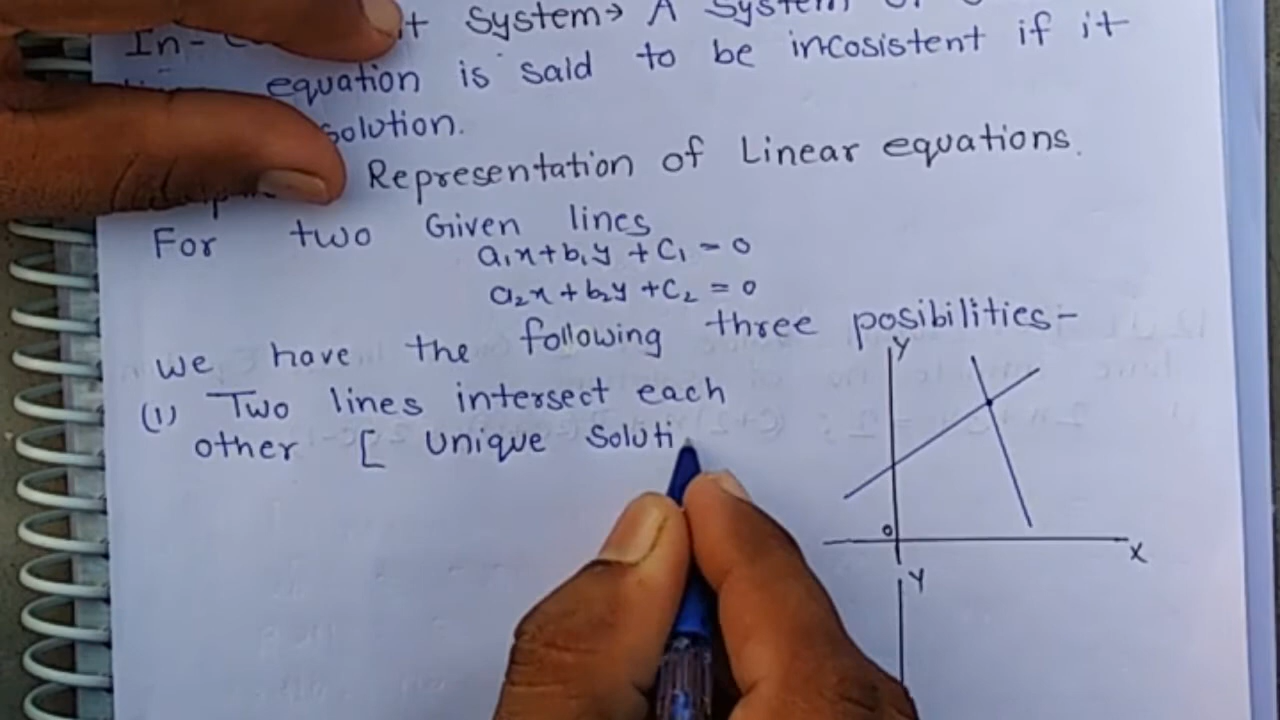 In- t System→ A System
equation is said to be incosistent if it
solution.
Representation of Linear equations.
For two Given lines
a₁x+b₁y +C₁ = 0
a₂x+b₂y +C₂ = 0
we have the following three posibilities-
(1) Two lines intersect each
other [ unique Soluti
Y
O
X
Y